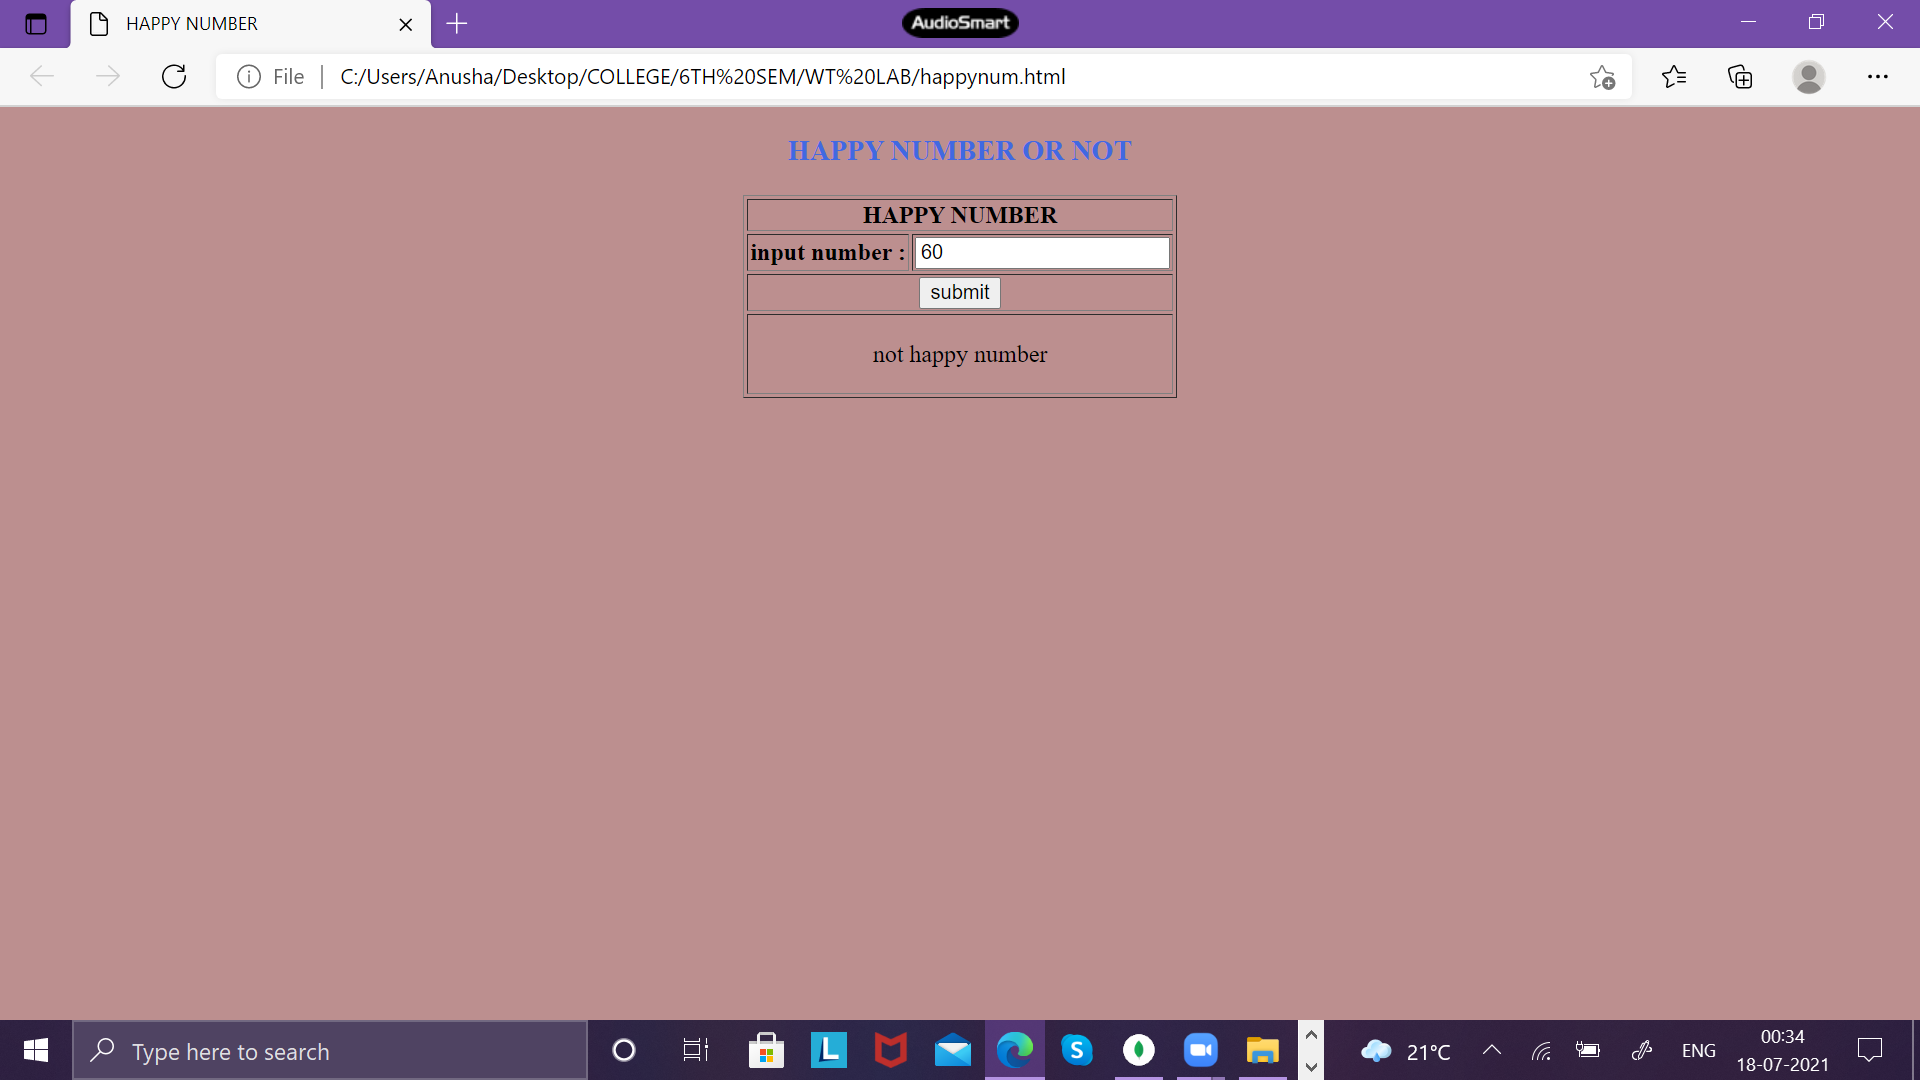 HAPPY NUMBER
AudioSmart
File | C:/Users/Anusha/Desktop/COLLEGE/6TH%20SEM/WT%20LAB/happynum.html
HAPPY NUMBER OR NOT
HAPPY NUMBER
input number : 60
submit
not happy number
Type here to search
L
S
21°C
ENG
00:34
18-07-2021